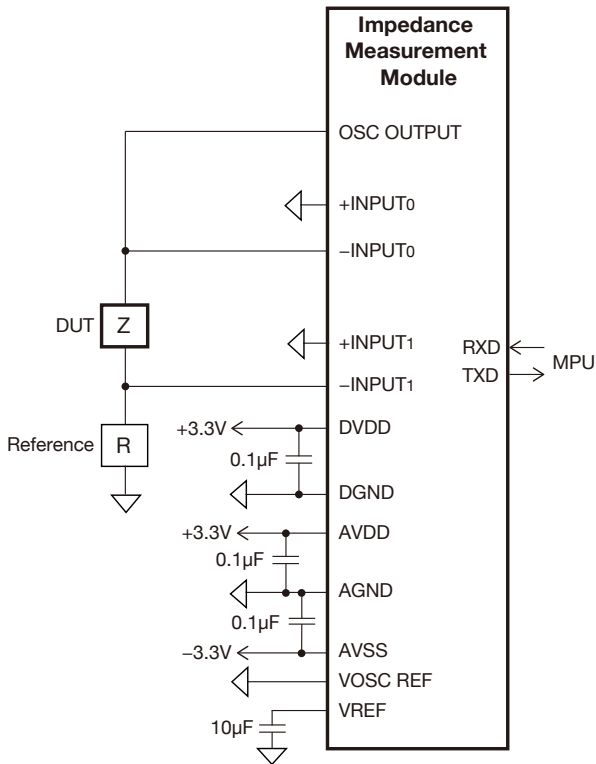 Impedance
Measurement
Module
OSC OUTPUT
+INPUT0
−INPUT0
DUT Z
+INPUT1
−INPUT1
RXD
TXD
MPU
Reference R
+3.3V
DVDD
0.1µF
DGND
+3.3V
AVDD
0.1µF
AGND
0.1µF
−3.3V
AVSS
VOSC REF
VREF
10µF